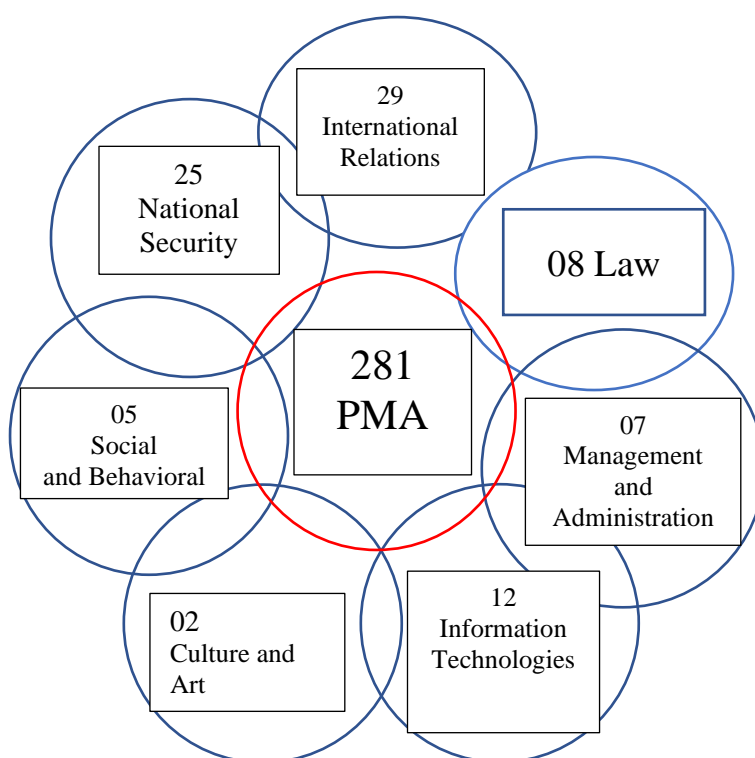 29
International
Relations
25
National
Security
08 Law
281
PMA
05
Social
and Behavioral
07
Management
and
Administration
02
Culture and
Art
12
Information
Technologies